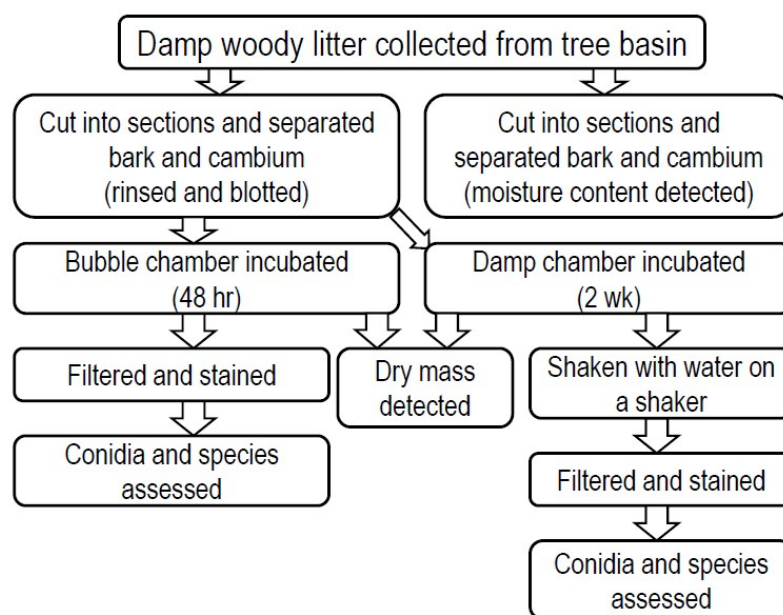 Damp woody litter collected from tree basin
Cut into sections and separated
bark and cambium
(rinsed and blotted)
Cut into sections and
separated bark and cambium
(moisture content detected)
Bubble chamber incubated
(48 hr)
Damp chamber incubated
(2 wk)
Filtered and stained
Dry mass
detected
Shaken with water on
a shaker
Conidia and species
assessed
Filtered and stained
Conidia and species
assessed